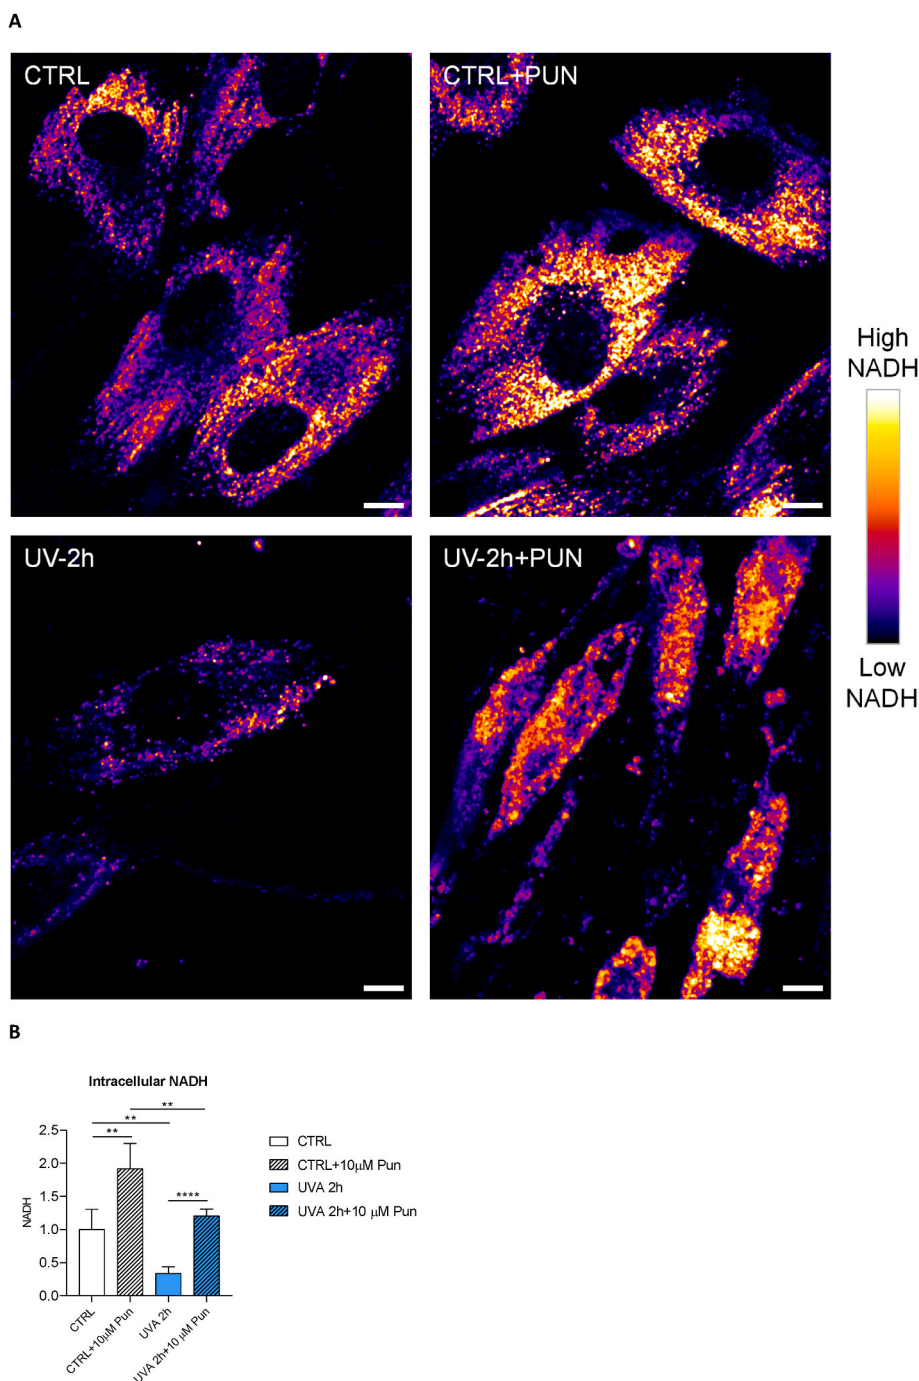 A
CTRL
CTRL+PUN
High
NADH
UV-2h
UV-2h+PUN
Low
NADH
B
Intracellular NADH
**
**
**
****
2.5
2.0
1.5
1.0
0.5
0.0
NADH
CTRL
CTRL+10μM Pun
UVA 2h
UVA 2h+10 μM Pun
CTRL
CTRL+10μM Pun
UVA 2h
UVA 2h+10 μM Pun